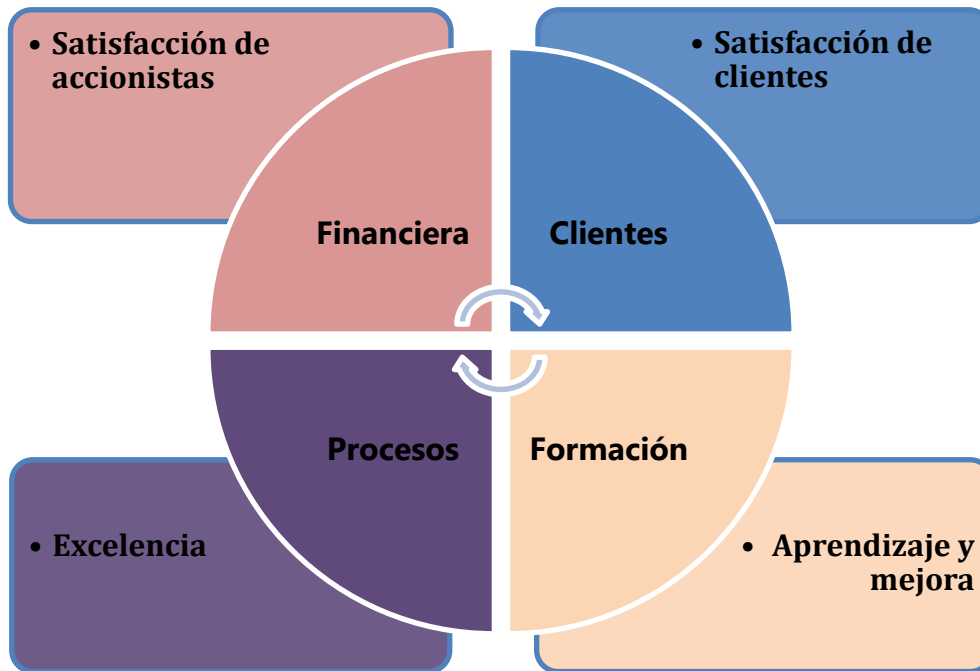 • Satisfacción de
accionistas
• Satisfacción de
clientes
Financiera
Clientes
Procesos
Formación
• Excelencia
• Aprendizaje y
mejora